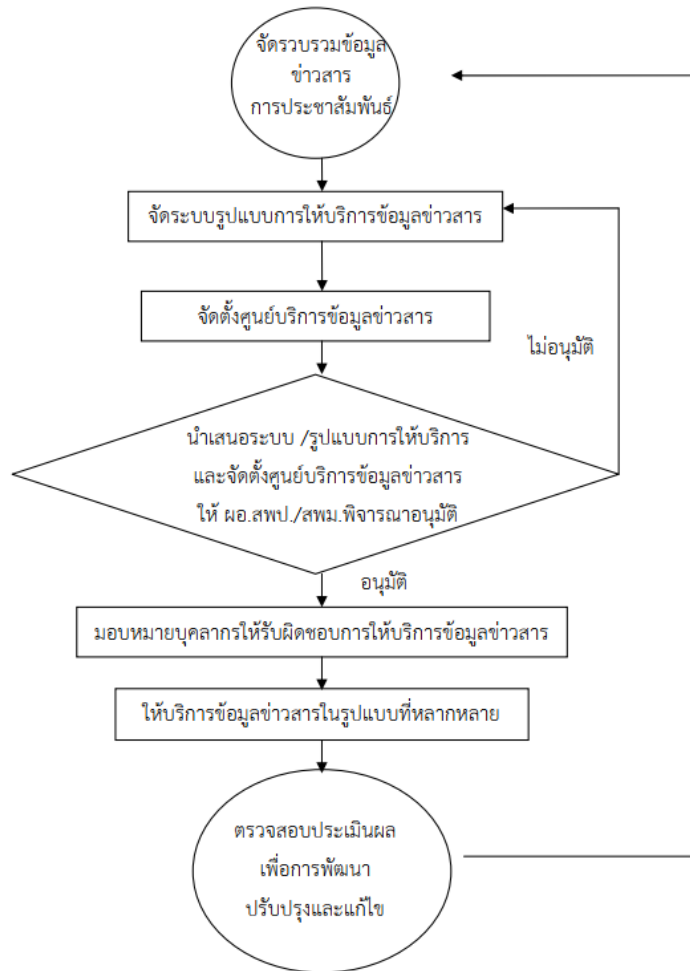 จัดรวบรวมข้อมูล
ข่าวสาร
การประชาสัมพันธ์
จัดระบบรูปแบบการให้บริการข้อมูลข่าวสาร
จัดตั้งศูนย์บริการข้อมูลข่าวสาร
ไม่อนุมัติ
นำเสนอระบบ /รูปแบบการให้บริการ
และจัดตั้งศูนย์บริการข้อมูลข่าวสาร
ให้ ผอ.สพป./สพม.พิจารณาอนุมัติ
อนุมัติ
มอบหมายบุคลากรให้รับผิดชอบการให้บริการข้อมูลข่าวสาร
ให้บริการข้อมูลข่าวสารในรูปแบบที่หลากหลาย
ตรวจสอบประเมินผล
เพื่อการพัฒนา
ปรับปรุงและแก้ไข